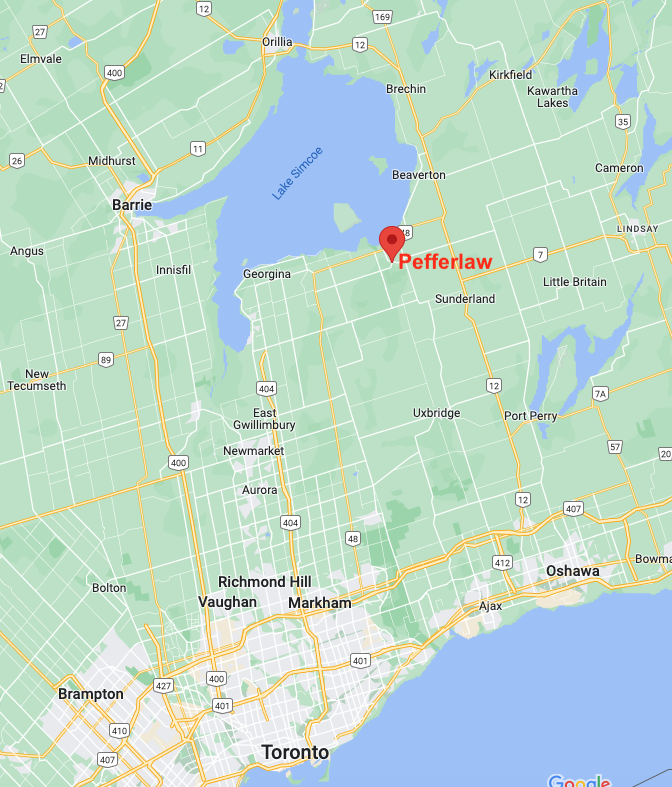 12
169
27
Orillia
12
Elmvale
400
Kirkfield
Brechin
Kawartha
Lakes
35
11
26
Midhurst
Cameron
Beaverton
Lake Simcoe
Barrie
LINDSAY
48
Angus
7
Pefferlaw
Innisfil
Georgina
Little Britain
Sunderland
27
89
New
Tecumseth
404
12
7A
East
Gwillimbury
Uxbridge
Port Perry
57
Newmarket
20
400
Aurora
12
407
404
48
412
Oshawa
Bowma
Richmond Hill
Bolton
Vaughan
Markham
Ajax
401
400
427
Brampton
401
410
Toronto
407
Google